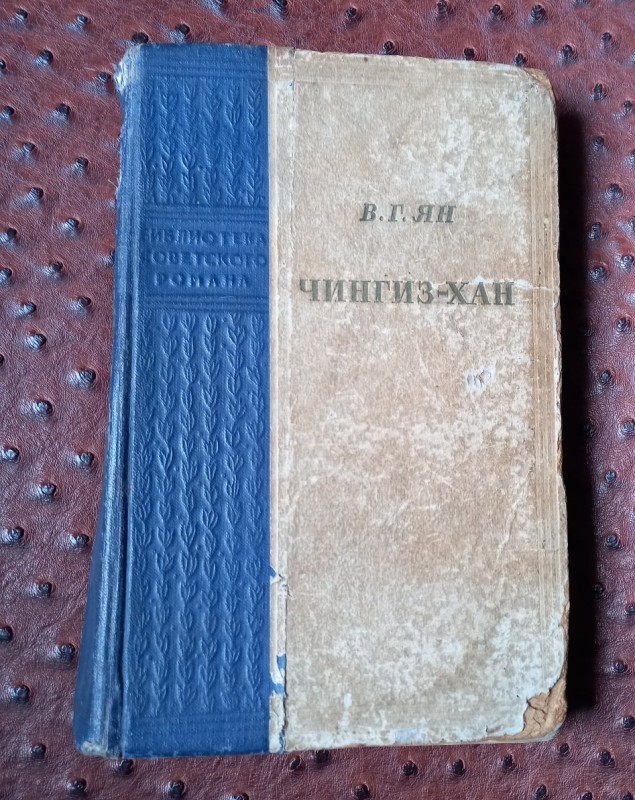 В. Г. ЯН
ЧИНГИЗ-ХАН
БИБЛИОТЕКА
СОВЕТСКОГО
РОМАНА